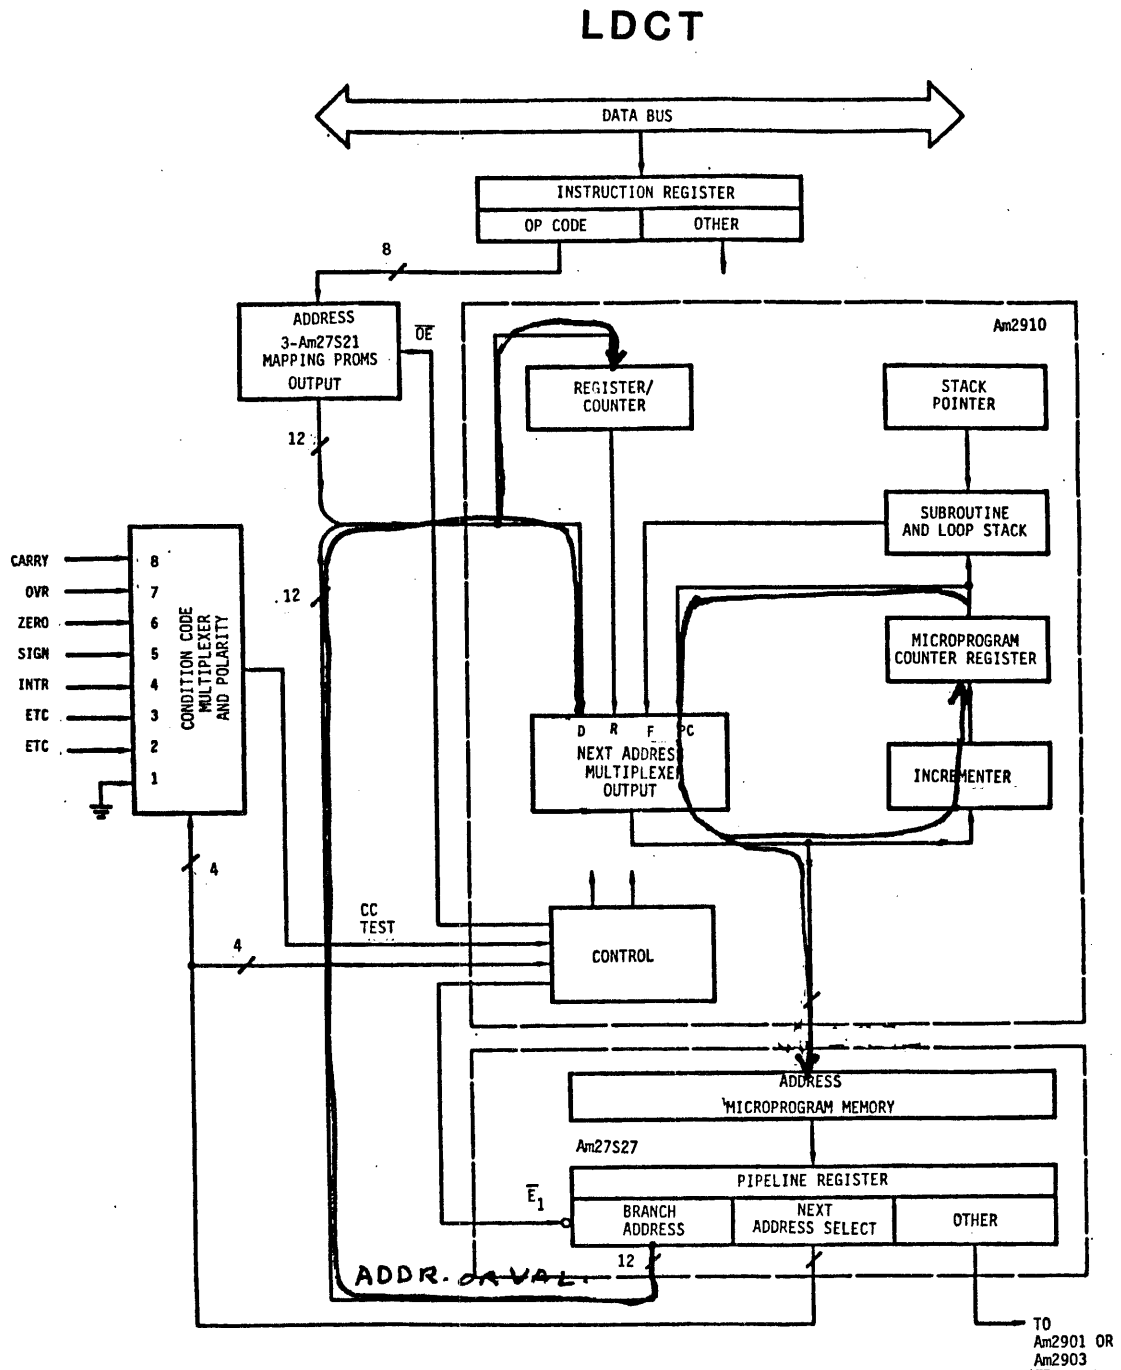 LDCT
DATA BUS
INSTRUCTION REGISTER
OP CODE
OTHER
8
ADDRESS
3-Am27S21
MAPPING PROMS
OUTPUT
OE
Am2910
REGISTER/
COUNTER
STACK
POINTER
12
SUBROUTINE
AND LOOP STACK
CARRY
OVR
ZERO
SIGN
INTR
ETC
ETC
8
7
6
5
4
3
2
1
CONDITION CODE
MULTIPLEXER
AND POLARITY
12
MICROPROGRAM
COUNTER REGISTER
D R F PC
NEXT ADDRESS
MULTIPLEXER
OUTPUT
INCREMENTER
4
CC
TEST
4
CONTROL
ADDRESS
MICROPROGRAM MEMORY
Am27S27
PIPELINE REGISTER
E1
BRANCH
ADDRESS
NEXT
ADDRESS SELECT
OTHER
12
ADDR. OR VAL.
TO
Am2901 OR
Am2903